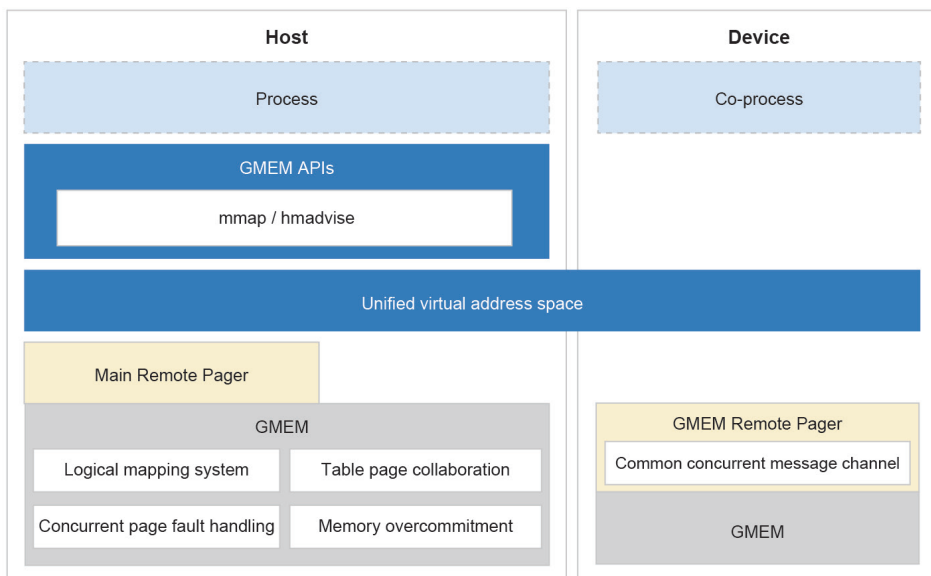 Host
Process
GMEM APIs
mmap / hmadvise
Device
Co-process
Unified virtual address space
Main Remote Pager
GMEM
Logical mapping system
Table page collaboration
Concurrent page fault handling
Memory overcommitment
GMEM Remote Pager
Common concurrent message channel
GMEM